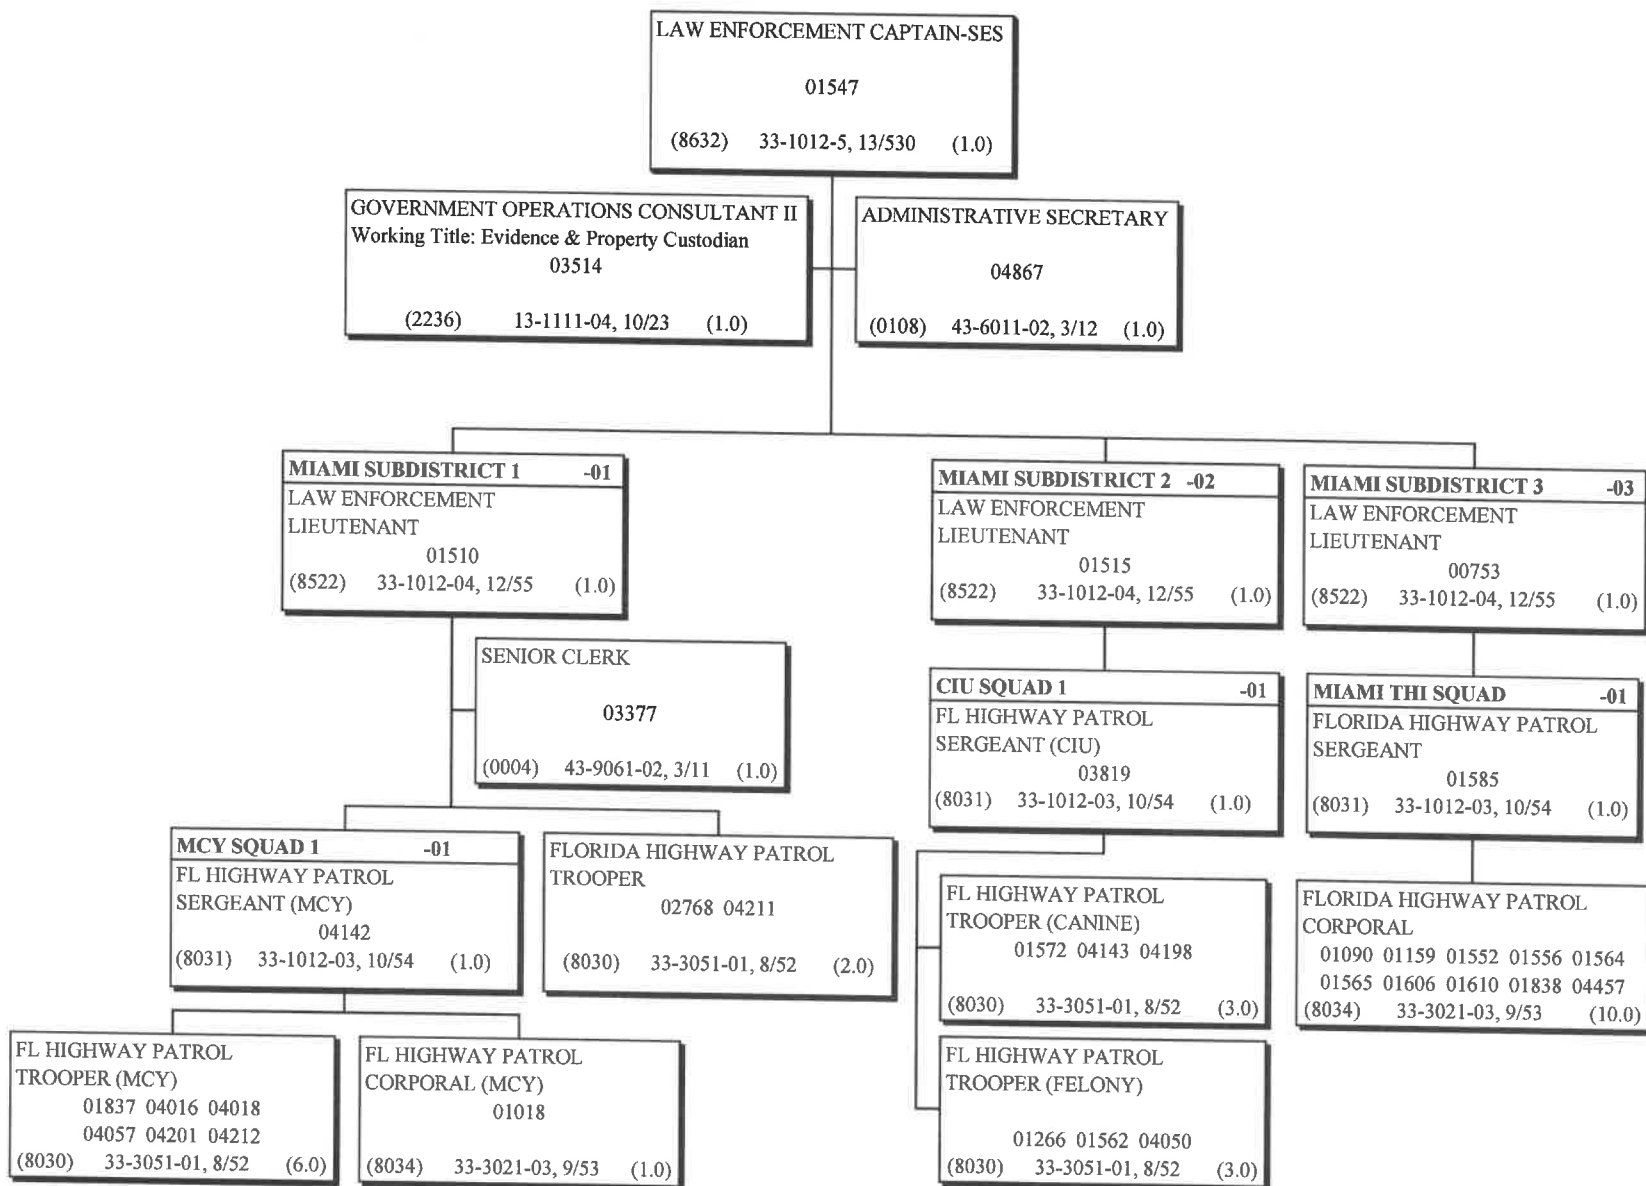 LAW ENFORCEMENT CAPTAIN-SES
01547
(8632) 33-1012-5, 13/530 (1.0)
GOVERNMENT OPERATIONS CONSULTANT II
Working Title: Evidence & Property Custodian
03514
(2236) 13-1111-04, 10/23 (1.0)
ADMINISTRATIVE SECRETARY
04867
(0108) 43-6011-02, 3/12 (1.0)
MIAMI SUBDISTRICT 1 -01
LAW ENFORCEMENT
LIEUTENANT
01510
(8522) 33-1012-04, 12/55 (1.0)
MIAMI SUBDISTRICT 2 -02
LAW ENFORCEMENT
LIEUTENANT
01515
(8522) 33-1012-04, 12/55 (1.0)
MIAMI SUBDISTRICT 3 -03
LAW ENFORCEMENT
LIEUTENANT
00753
(8522) 33-1012-04, 12/55 (1.0)
SENIOR CLERK
03377
(0004) 43-9061-02, 3/11 (1.0)
CIU SQUAD 1 -01
FL HIGHWAY PATROL
SERGEANT (CIU)
03819
(8031) 33-1012-03, 10/54 (1.0)
MIAMI THI SQUAD -01
FLORIDA HIGHWAY PATROL
SERGEANT
01585
(8031) 33-1012-03, 10/54 (1.0)
MCY SQUAD 1 -01
FL HIGHWAY PATROL
SERGEANT (MCY)
04142
(8031) 33-1012-03, 10/54 (1.0)
FLORIDA HIGHWAY PATROL
TROOPER
02768 04211
(8030) 33-3051-01, 8/52 (2.0)
FL HIGHWAY PATROL
TROOPER (CANINE)
01572 04143 04198
(8030) 33-3051-01, 8/52 (3.0)
FLORIDA HIGHWAY PATROL
CORPORAL
01090 01159 01552 01556 01564
01565 01606 01610 01838 04457
(8034) 33-3021-03, 9/53 (10.0)
FL HIGHWAY PATROL
TROOPER (MCY)
01837 04016 04018
04057 04201 04212
(8030) 33-3051-01, 8/52 (6.0)
FL HIGHWAY PATROL
CORPORAL (MCY)
01018
(8034) 33-3021-03, 9/53 (1.0)
FL HIGHWAY PATROL
TROOPER (FELONY)
01266 01562 04050
(8030) 33-3051-01, 8/52 (3.0)